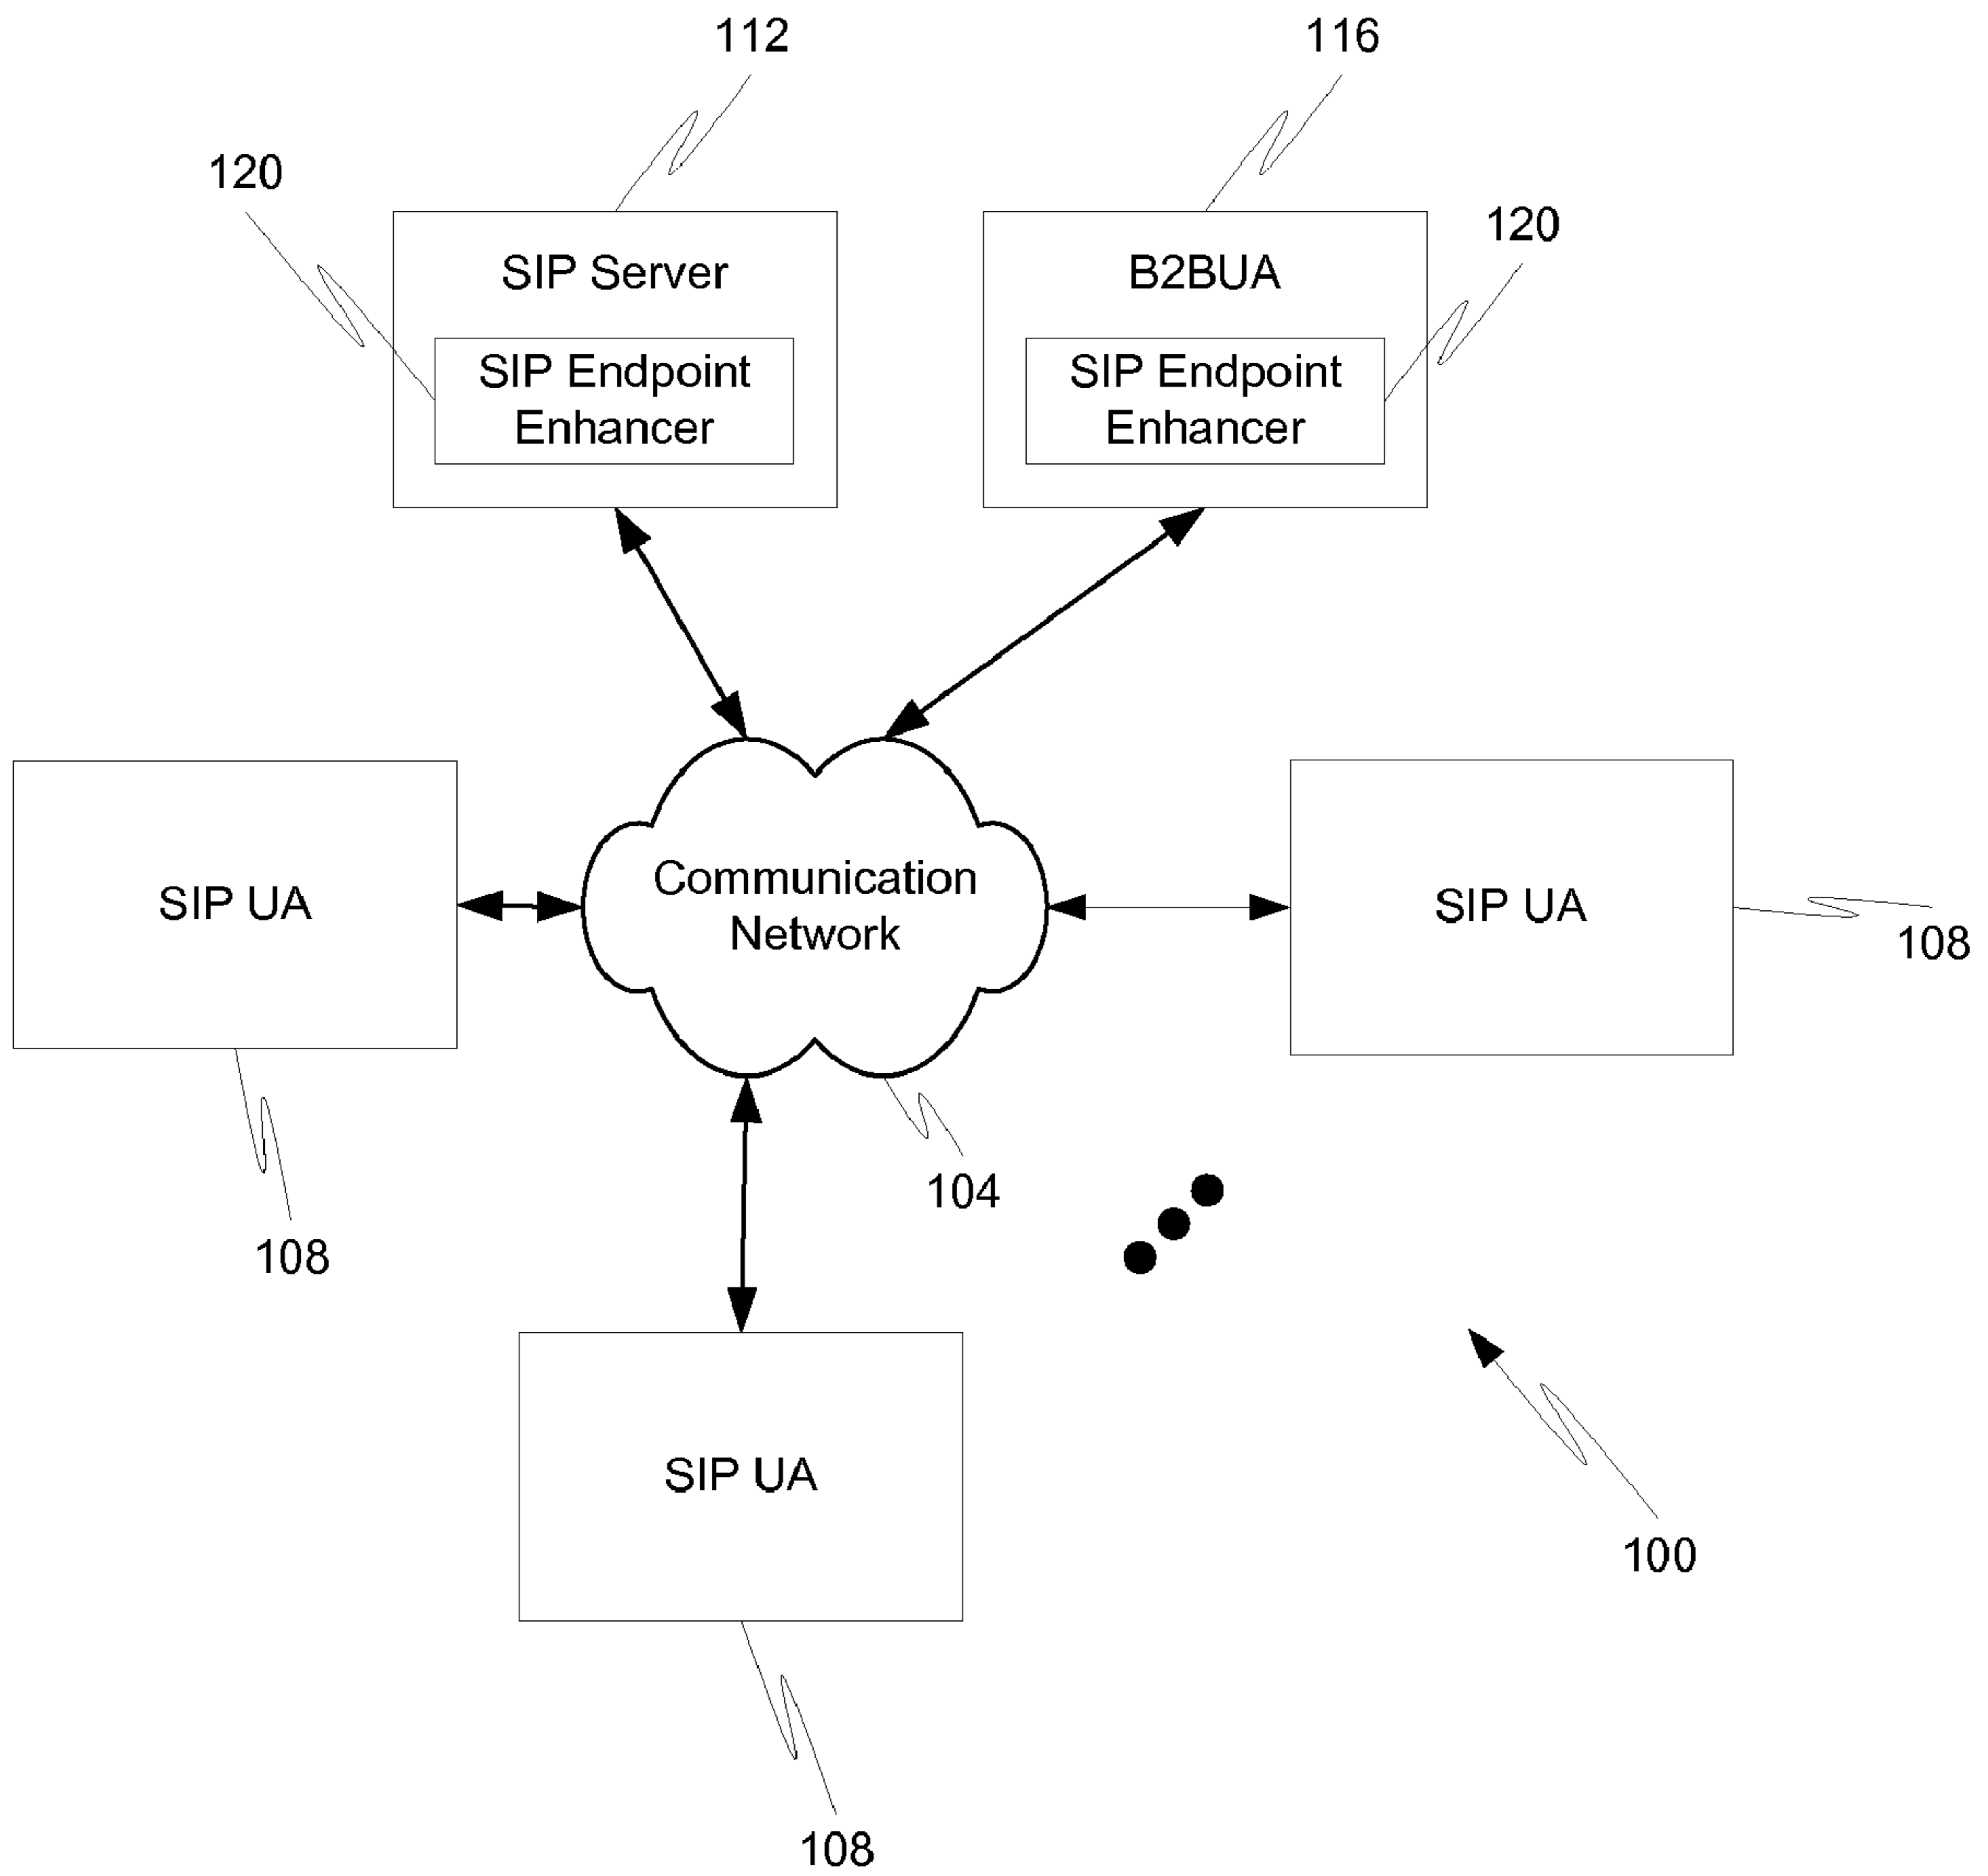 112
116
120
120
SIP Server
B2BUA
SIP Endpoint
Enhancer
SIP Endpoint
Enhancer
SIP UA
Communication
Network
SIP UA
108
104
108
SIP UA
100
108